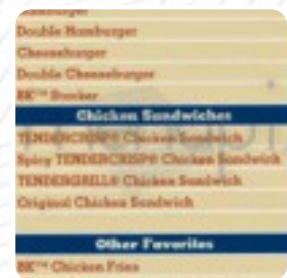 Hamburger
Double Hamburger
Cheeseburger
Double Cheeseburger
BK™ Stacker
Chicken Sandwiches
TENDERCRISP® Chicken Sandwich
Spicy TENDERCRISP® Chicken Sandwich
TENDERGRILL® Chicken Sandwich
Original Chicken Sandwich
Other Favorites
BK™ Chicken Fries